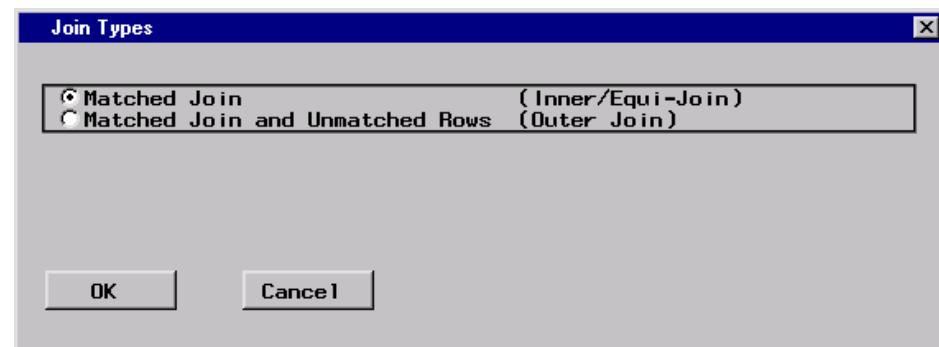 Join Types
Matched Join (Inner/Equi-Join)
Matched Join and Unmatched Rows (Outer Join)
OK Cancel